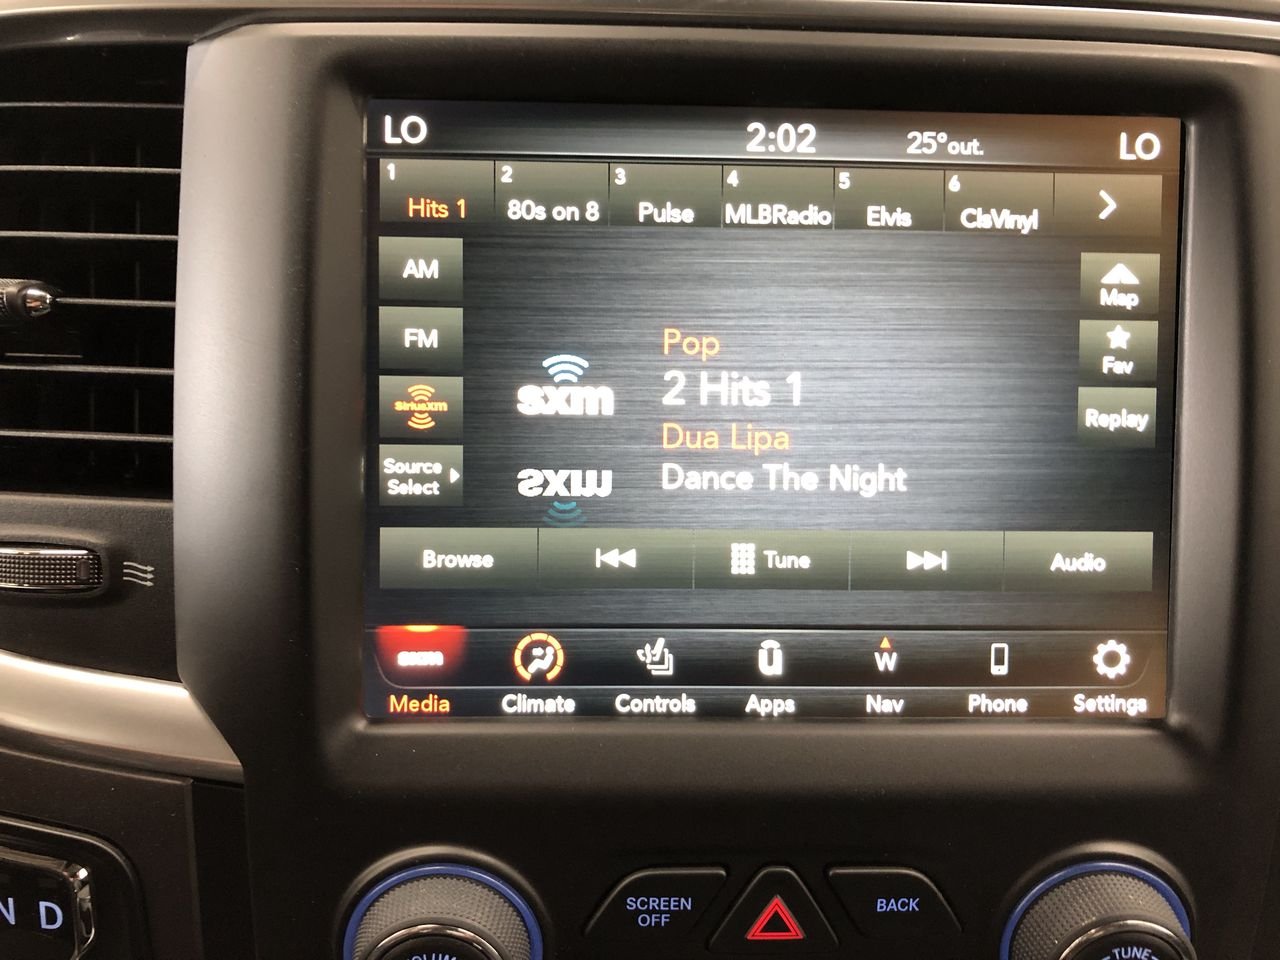 LO 2:02 25° out. LO
1 2 3 4 5 6
Hits 1 80s on 8 Pulse MLBRadio Elvis ClsVinyl
AM
Map
FM
Pop
Fav
SiriusXM
sxm
2 Hits 1
Replay
Dua Lipa
Source
Select
sxm
Dance The Night
Browse Tune Audio
sxm W
Media Climate Controls Apps Nav Phone Settings
SCREEN
OFF
BACK
N D
TUNE